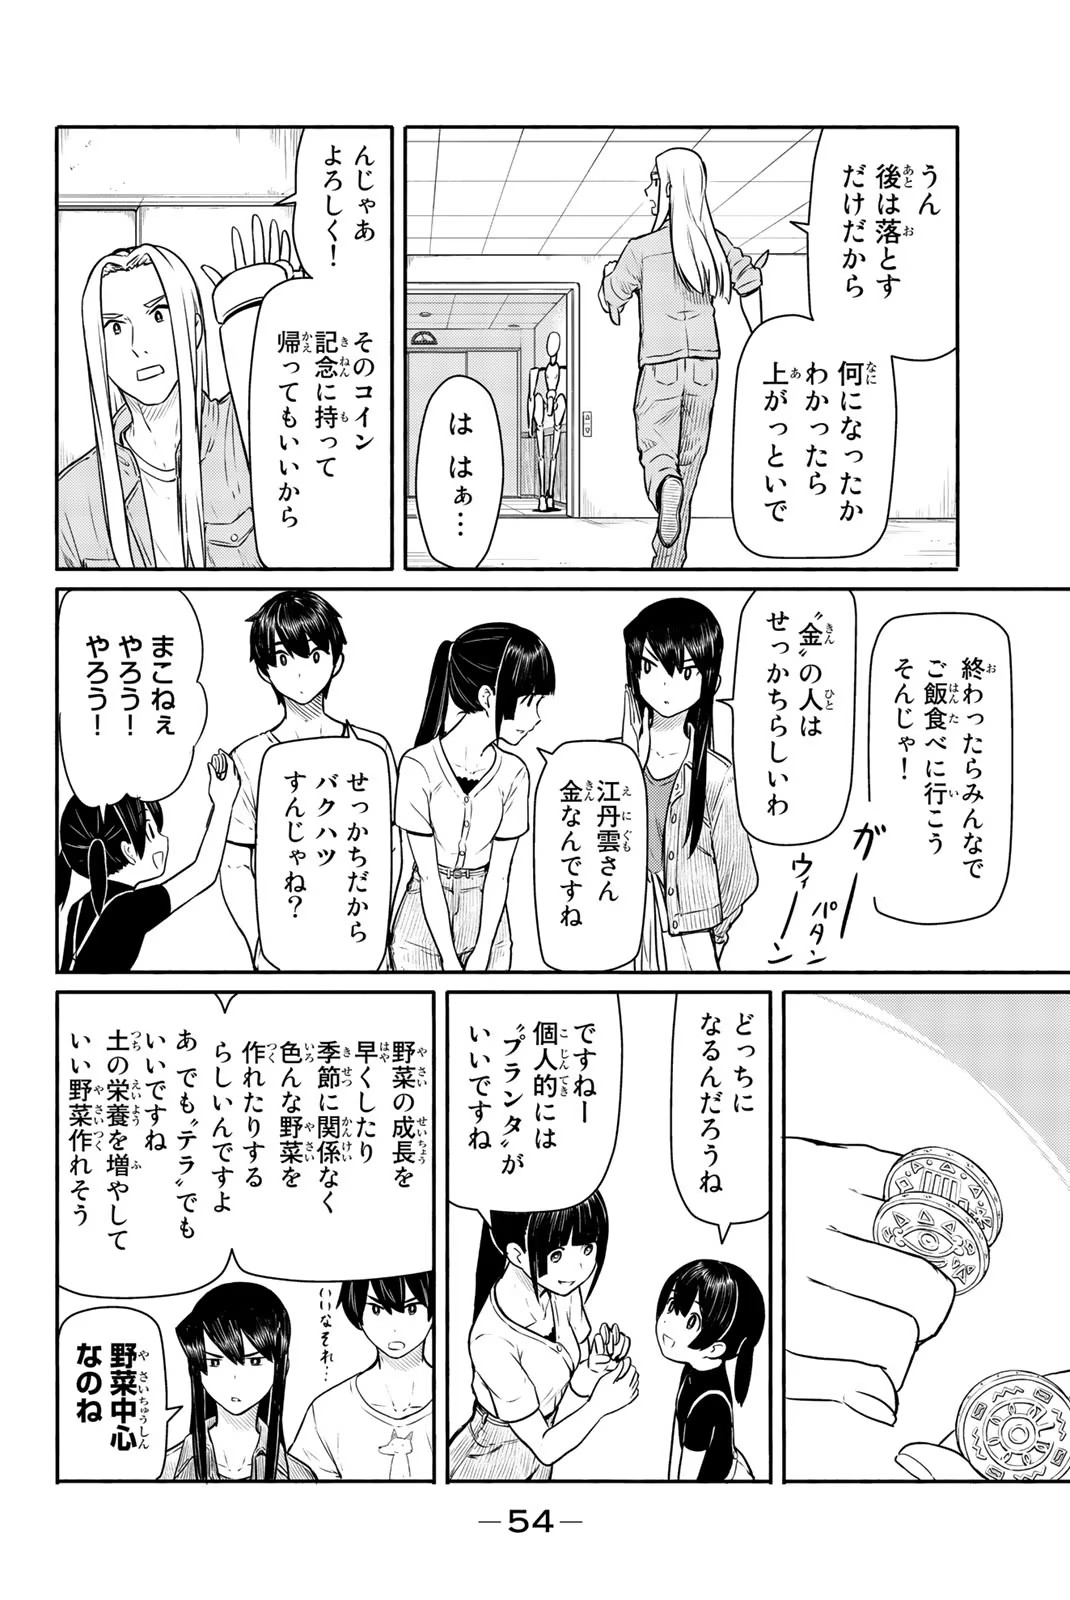 うん
後は落とす
だけだから
何になったか
わかったら
上がっといで
は はぁ…
んじゃあ
よろしく!
そのコイン
記念に持って
帰ってもいいから
終わったらみんなで
ご飯食べに行こう
そんじゃ!
ガー
ウィーン
パタン
〝金〟の人は
せっかちらしいわ
江丹雲さん
金なんですね
せっかちだから
バクハツ
すんじゃね?
まこねぇ
やろう!
やろう!
どっちに
なるんだろうね
ですねー
個人的には
〝プランタ〟が
いいですね
野菜の成長を
早くしたり
季節に関係なく
色んな野菜を
作れたりする
らしいんですよ
あ でも〝テラ〟でも
いいですね
土の栄養を増やして
いい野菜作れそう
いいなそれ…
野菜中心
なのね
—54—